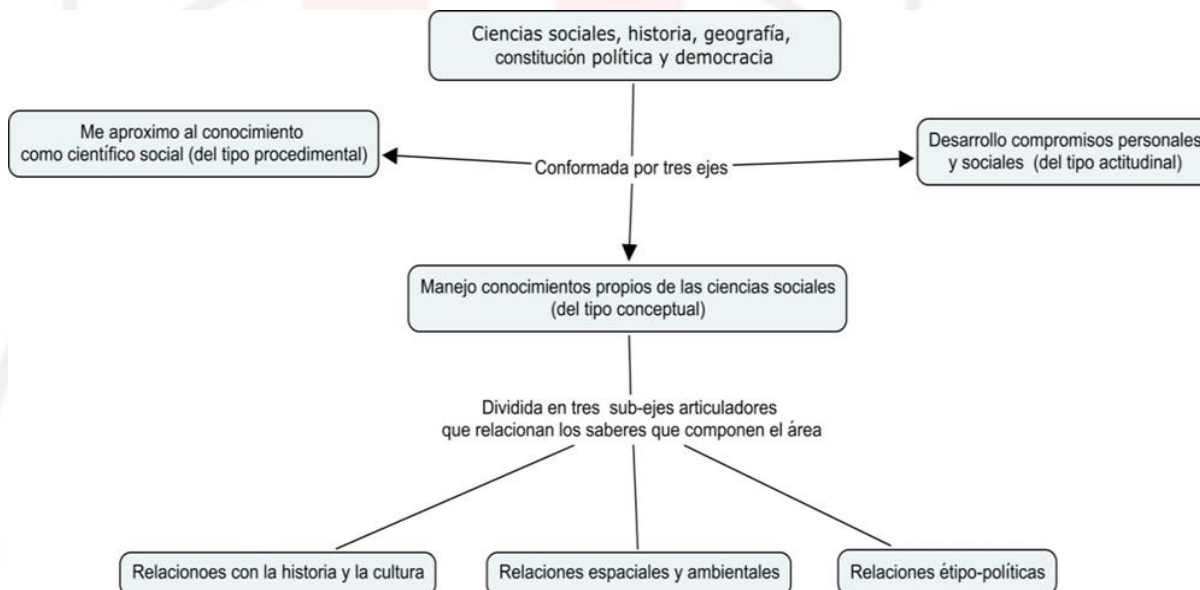 Ciencias sociales, historia, geografía,
constitución política y democracia
Me aproximo al conocimiento
como científico social (del tipo procedimental)
Conformada por tres ejes
Desarrollo compromisos personales
y sociales (del tipo actitudinal)
Manejo conocimientos propios de las ciencias sociales
(del tipo conceptual)
Dividida en tres sub-ejes articuladores
que relacionan los saberes que componen el área
Relacionoes con la historia y la cultura
Relaciones espaciales y ambientales
Relaciones étipo-políticas